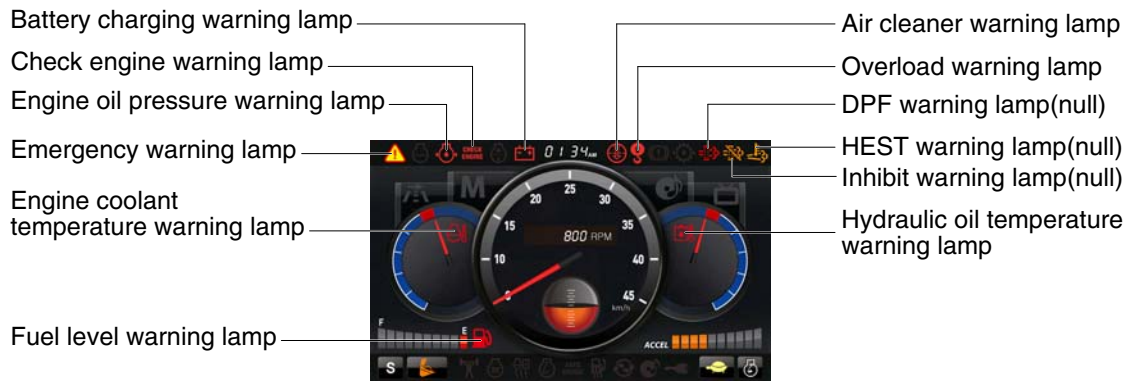 Battery charging warning lamp
Check engine warning lamp
Engine oil pressure warning lamp
Emergency warning lamp
Engine coolant
temperature warning lamp
Fuel level warning lamp
Air cleaner warning lamp
Overload warning lamp
DPF warning lamp(null)
HEST warning lamp(null)
Inhibit warning lamp(null)
Hydraulic oil temperature
warning lamp
CHECK
ENGINE
01:34 AM
M
20 25 30
15 35
800 RPM
10 40
45
km/h
F E
ACCEL
S